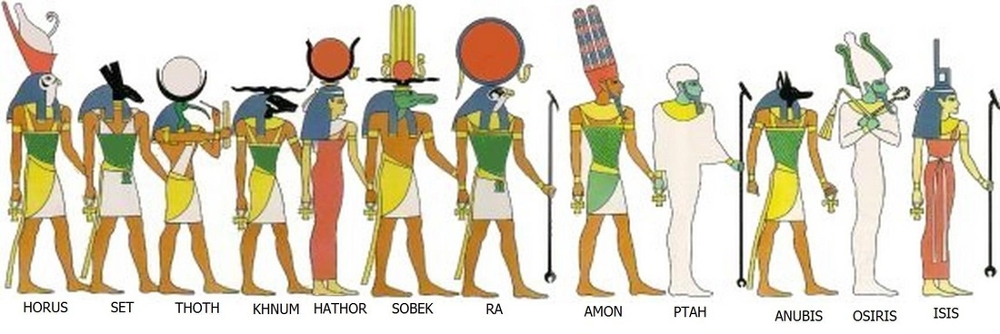 HORUS SET THOTH KHNUM HATHOR SOBEK RA AMON PTAH ANUBIS OSIRIS ISIS